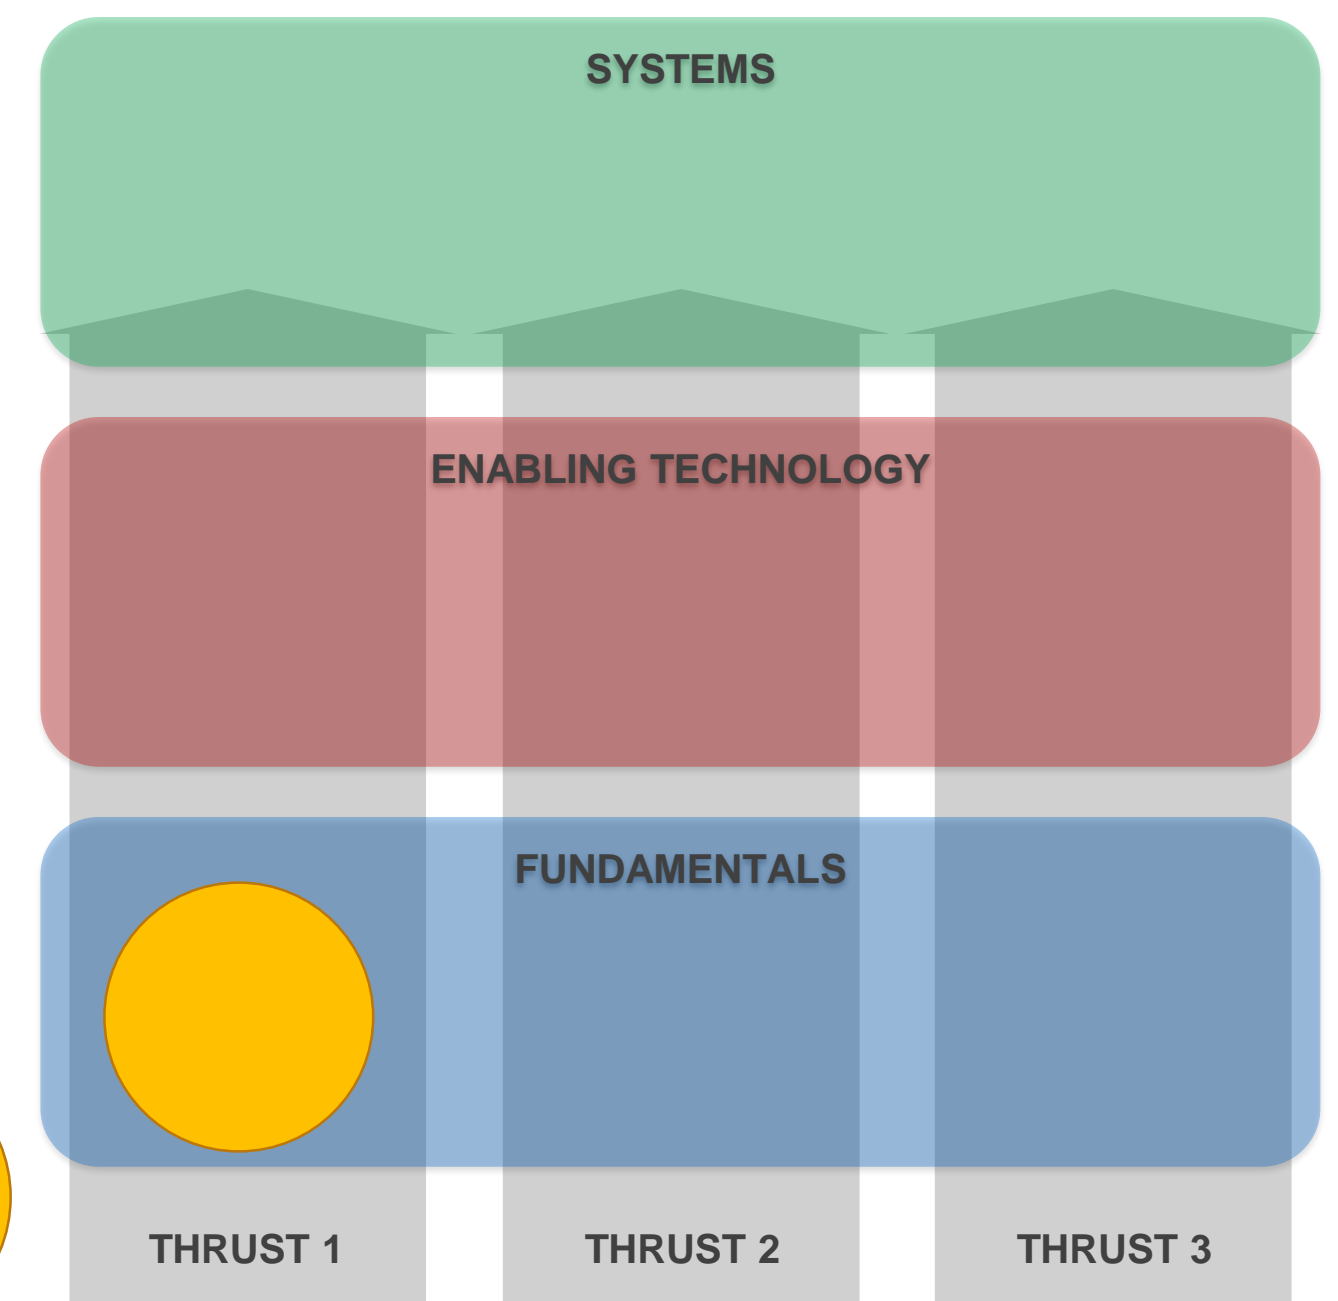 SYSTEMS
ENABLING TECHNOLOGY
FUNDAMENTALS
THRUST 1
THRUST 2
THRUST 3